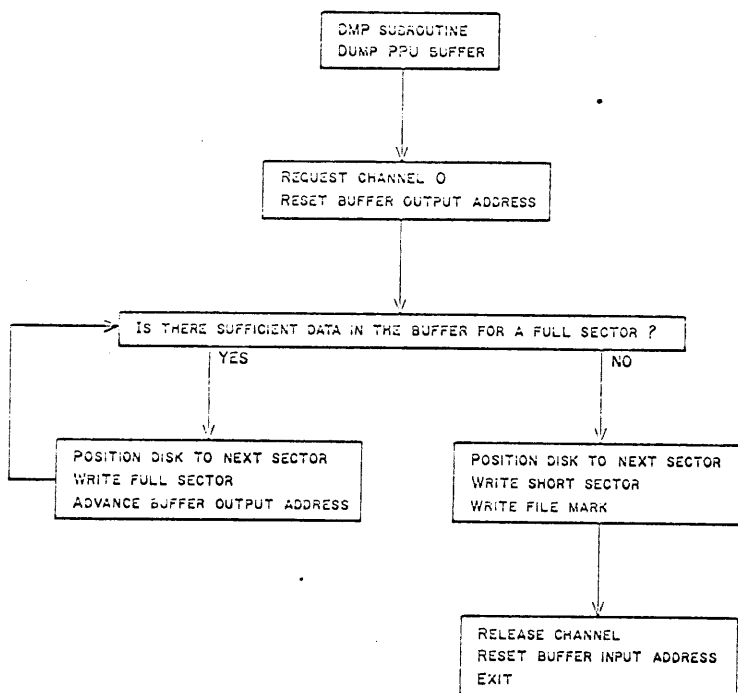 DMP SUBROUTINE
DUMP PPU BUFFER
REQUEST CHANNEL 0
RESET BUFFER OUTPUT ADDRESS
IS THERE SUFFICIENT DATA IN THE BUFFER FOR A FULL SECTOR ?
YES
NO
POSITION DISK TO NEXT SECTOR
WRITE FULL SECTOR
ADVANCE BUFFER OUTPUT ADDRESS
POSITION DISK TO NEXT SECTOR
WRITE SHORT SECTOR
WRITE FILE MARK
RELEASE CHANNEL
RESET BUFFER INPUT ADDRESS
EXIT